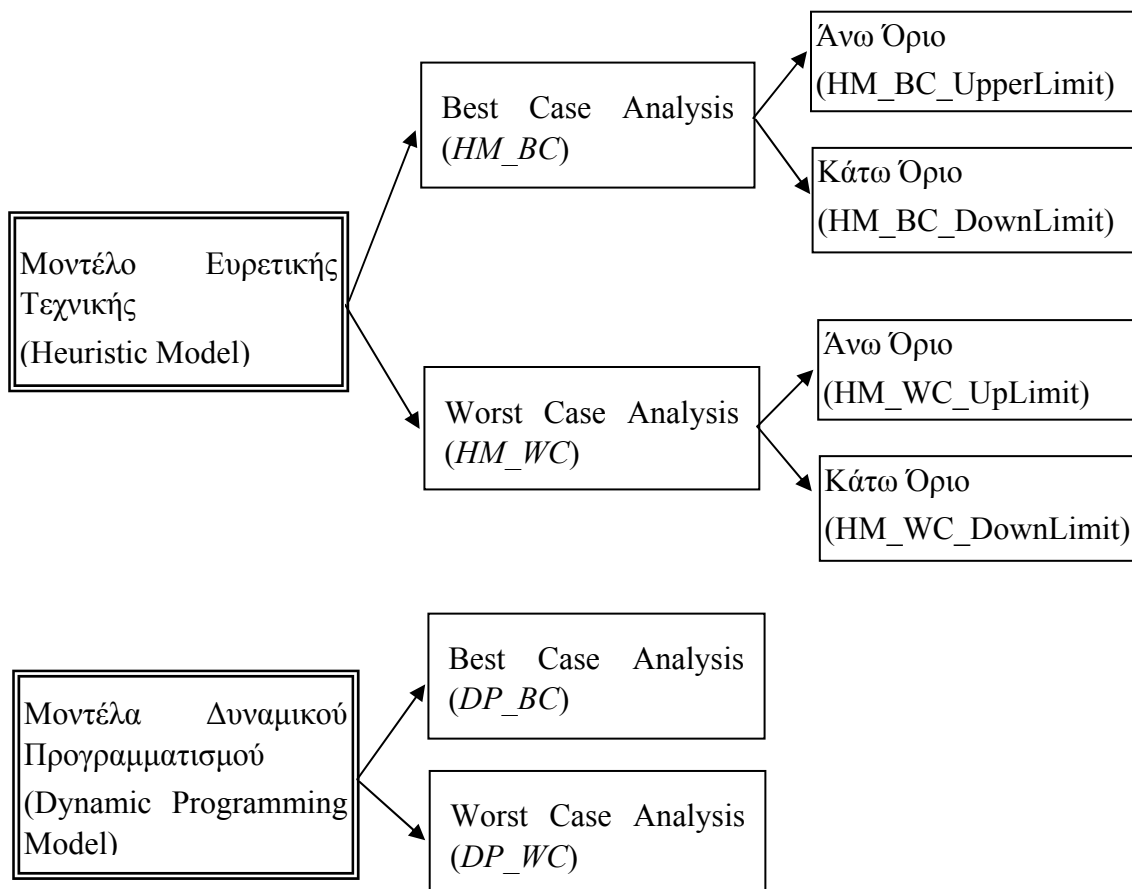 Άνω Όριο
(HM_BC_UpperLimit)
Best Case Analysis
(HM_BC)
Κάτω Όριο
(HM_BC_DownLimit)
Μοντέλο Ευρετικής
Τεχνικής
(Heuristic Model)
Άνω Όριο
(HM_WC_UpLimit)
Worst Case Analysis
(HM_WC)
Κάτω Όριο
(HM_WC_DownLimit)
Best Case Analysis
(DP_BC)
Μοντέλα Δυναμικού
Προγραμματισμού
(Dynamic Programming
Model)
Worst Case Analysis
(DP_WC)